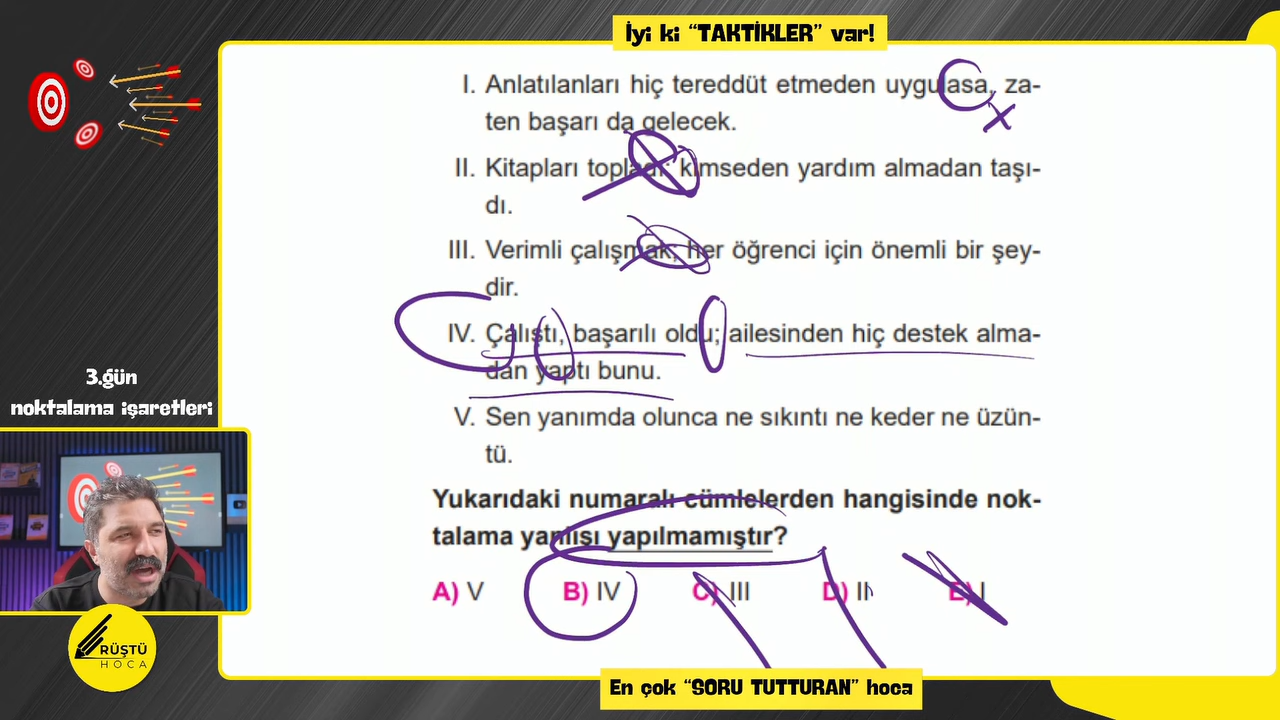 İyi ki “TAKTİKLER” var!
I. Anlatılanları hiç tereddüt etmeden uygulasa, za-
ten başarı da gelecek.
II. Kitapları topladı; kimseden yardım almadan taşı-
dı.
III. Verimli çalışmak, her öğrenci için önemli bir şey-
dir.
IV. Çalıştı, başarılı oldu; ailesinden hiç destek alma-
dan yaptı bunu.
V. Sen yanımda olunca ne sıkıntı ne keder ne üzün-
tü.
Yukarıdaki numaralı cümlelerden hangisinde nok-
talama yanlışı yapılmamıştır?
A) V B) IV C) III D) II E) I
3.gün
noktalama işaretleri
RÜŞTÜ
HOCA
En çok “SORU TUTTURAN” hoca